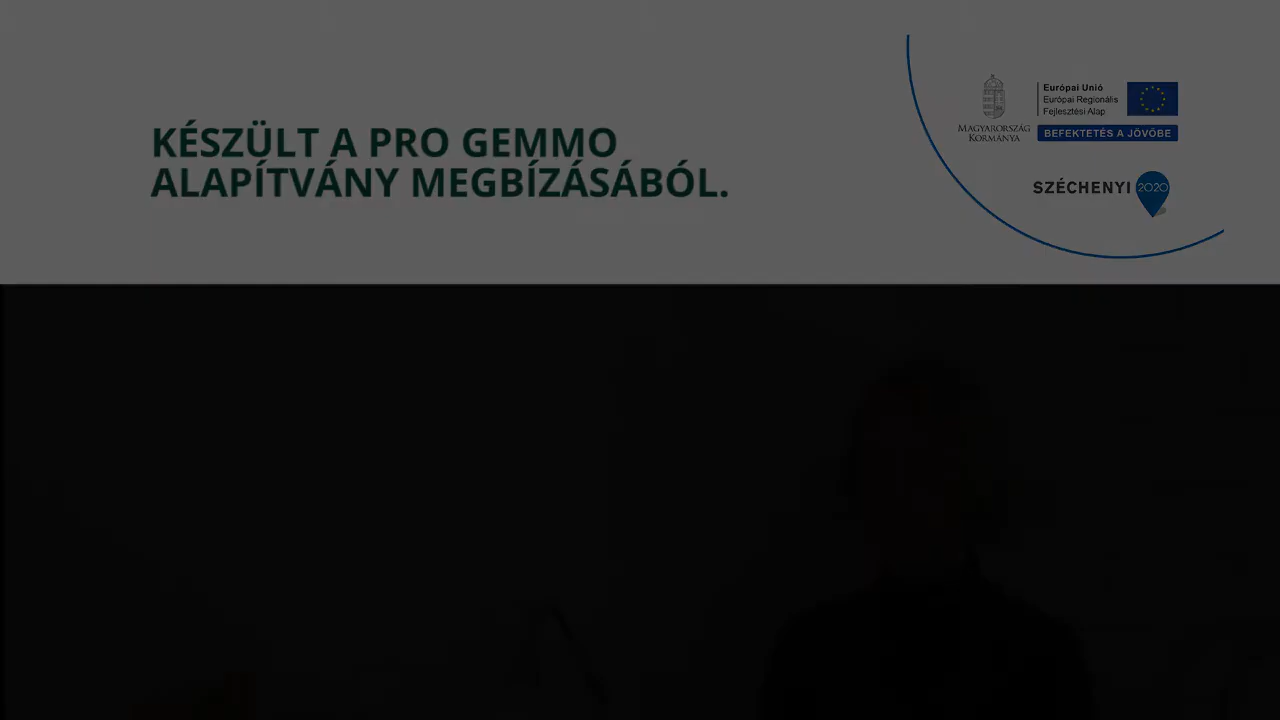 KÉSZÜLT A PRO GEMMO
ALAPÍTVÁNY MEGBÍZÁSÁBÓL.
MAGYARORSZÁG
KORMÁNYA
Európai Unió
Európai Regionális
Fejlesztési Alap
BEFEKTETÉS A JÖVŐBE
SZÉCHENYI 2020